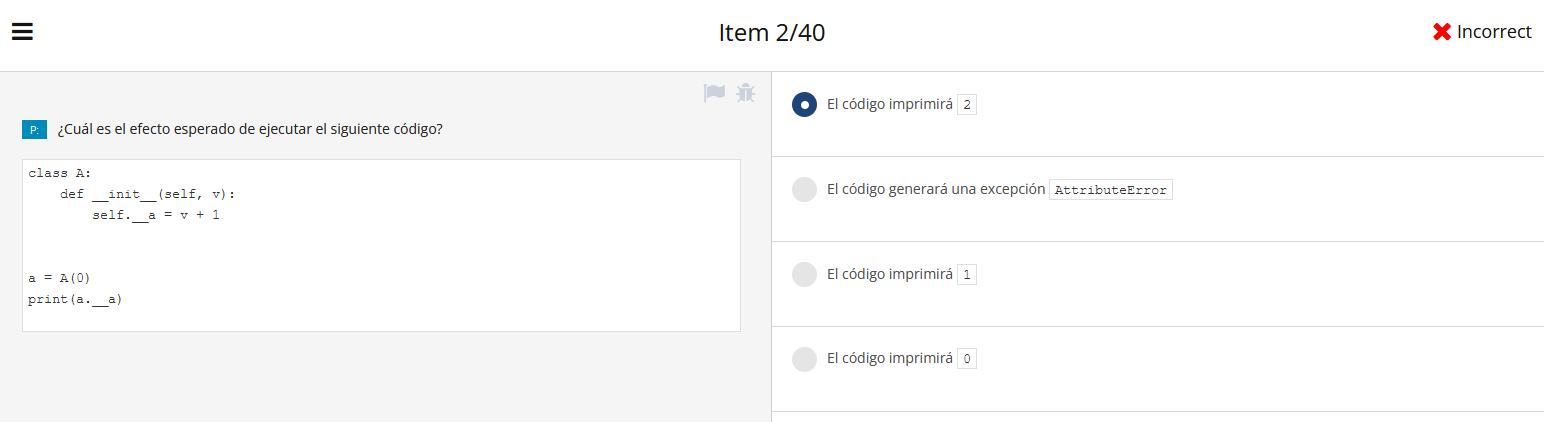 Item 2/40
Incorrect
P: ¿Cuál es el efecto esperado de ejecutar el siguiente código?
class A:
    def __init__(self, v):
        self.__a = v + 1
a = A(0)
print(a.__a)
El código imprimirá 2
El código generará una excepción AttributeError
El código imprimirá 1
El código imprimirá 0